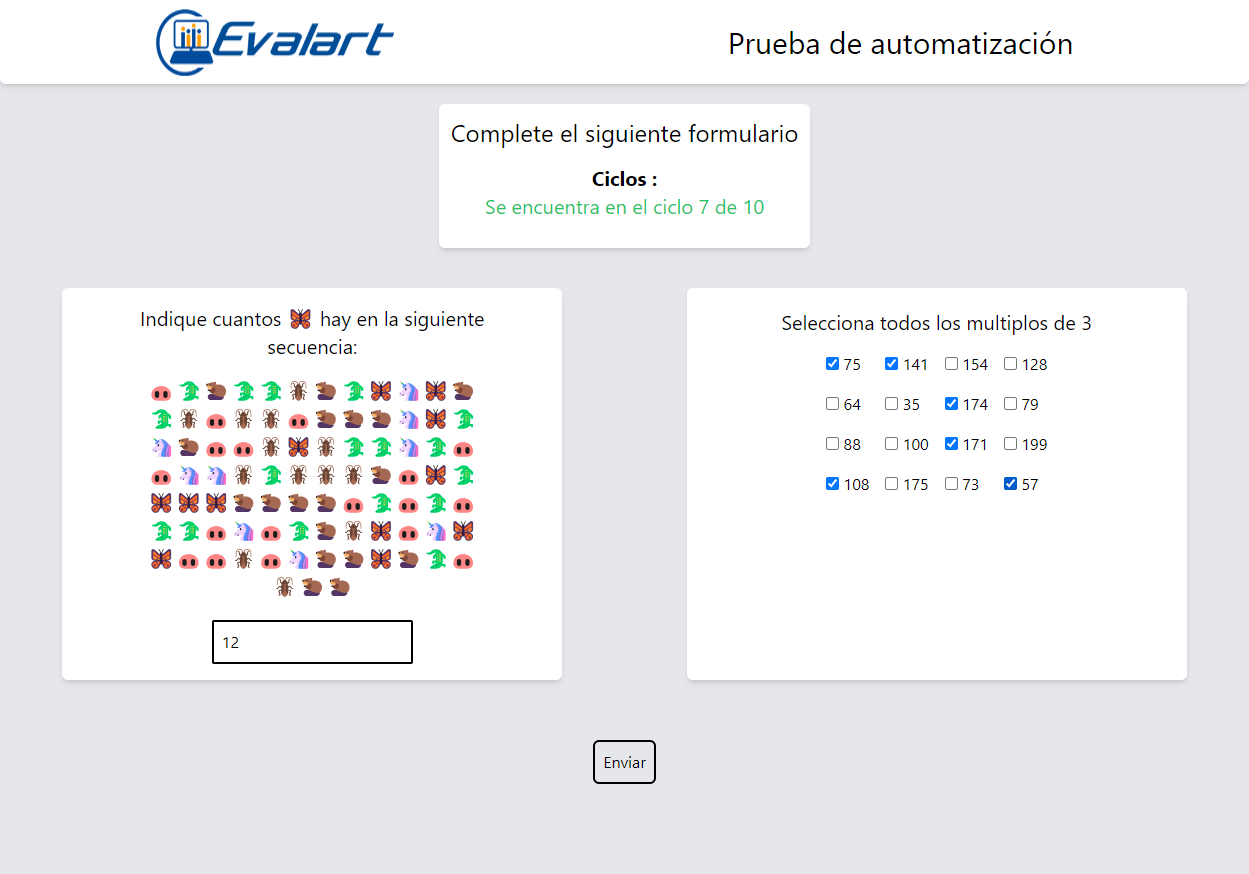 Evalart
Prueba de automatización
Complete el siguiente formulario
Ciclos :
Se encuentra en el ciclo 7 de 10
Indique cuantos 🦋 hay en la siguiente
secuencia:
12
Selecciona todos los multiplos de 3
75 141 154 128
64 35 174 79
88 100 171 199
108 175 73 57
Enviar